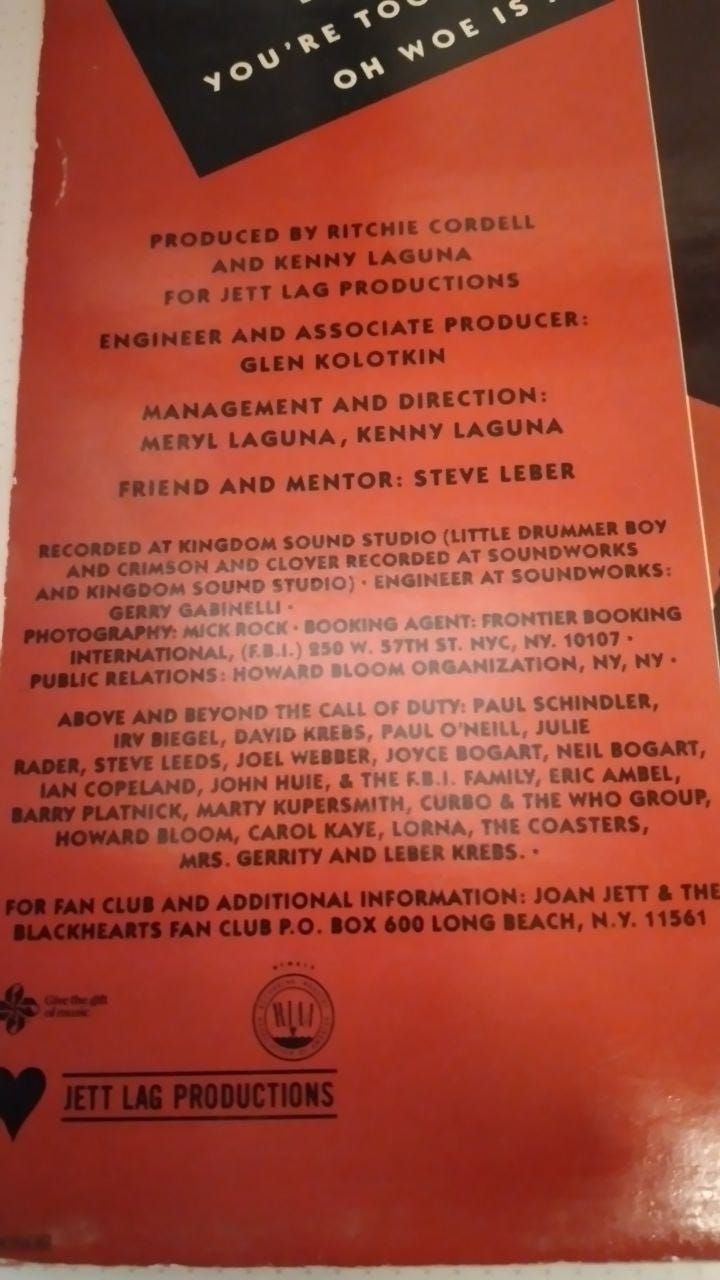 YOU'RE TOO
OH WOE IS
PRODUCED BY RITCHIE CORDELL
AND KENNY LAGUNA
FOR JETT LAG PRODUCTIONS
ENGINEER AND ASSOCIATE PRODUCER:
GLEN KOLOTKIN
MANAGEMENT AND DIRECTION:
MERYL LAGUNA, KENNY LAGUNA
FRIEND AND MENTOR: STEVE LEBER
RECORDED AT KINGDOM SOUND STUDIO (LITTLE DRUMMER BOY
AND CRIMSON AND CLOVER RECORDED AT SOUNDWORKS
AND KINGDOM SOUND STUDIO) · ENGINEER AT SOUNDWORKS:
GERRY GABINELLI ·
PHOTOGRAPHY: MICK ROCK · BOOKING AGENT: FRONTIER BOOKING
INTERNATIONAL, (F.B.I.) 250 W. 57TH ST. NYC, NY. 10107 ·
PUBLIC RELATIONS: HOWARD BLOOM ORGANIZATION, NY, NY ·
ABOVE AND BEYOND THE CALL OF DUTY: PAUL SCHINDLER,
IRV BIEGEL, DAVID KREBS, PAUL O'NEILL, JULIE
RADER, STEVE LEEDS, JOEL WEBBER, JOYCE BOGART, NEIL BOGART,
IAN COPELAND, JOHN HUIE, & THE F.B.I. FAMILY, ERIC AMBEL,
BARRY PLATNICK, MARTY KUPERSMITH, CURBO & THE WHO GROUP,
HOWARD BLOOM, CAROL KAYE, LORNA, THE COASTERS,
MRS. GERRITY AND LEBER KREBS. ·
FOR FAN CLUB AND ADDITIONAL INFORMATION: JOAN JETT & THE
BLACKHEARTS FAN CLUB P.O. BOX 600 LONG BEACH, N.Y. 11561
Give the gift
of music
JETT LAG PRODUCTIONS